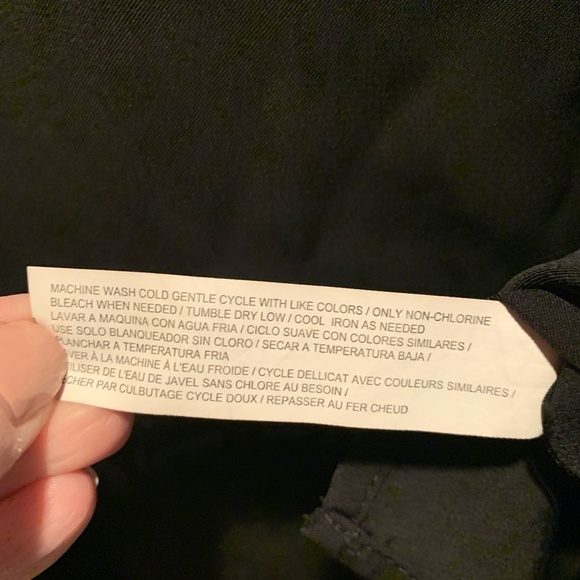 MACHINE WASH COLD GENTLE CYCLE WITH LIKE COLORS / ONLY NON-CHLORINE
BLEACH WHEN NEEDED / TUMBLE DRY LOW / COOL IRON AS NEEDED
LAVAR A MAQUINA CON AGUA FRIA / CICLO SUAVE CON COLORES SIMILARES /
USE SOLO BLANQUEADOR SIN CLORO / SECAR A TEMPERATURA BAJA /
PLANCHAR A TEMPERATURA FRIA
À LA MACHINE À L'EAU FROIDE / CYCLE DELLICAT AVEC COULEURS SIMILAIRES /
DE L'EAU DE JAVEL SANS CHLORE AU BESOIN /
PAR CULBUTAGE CYCLE DOUX / REPASSER AU FER CHEUD